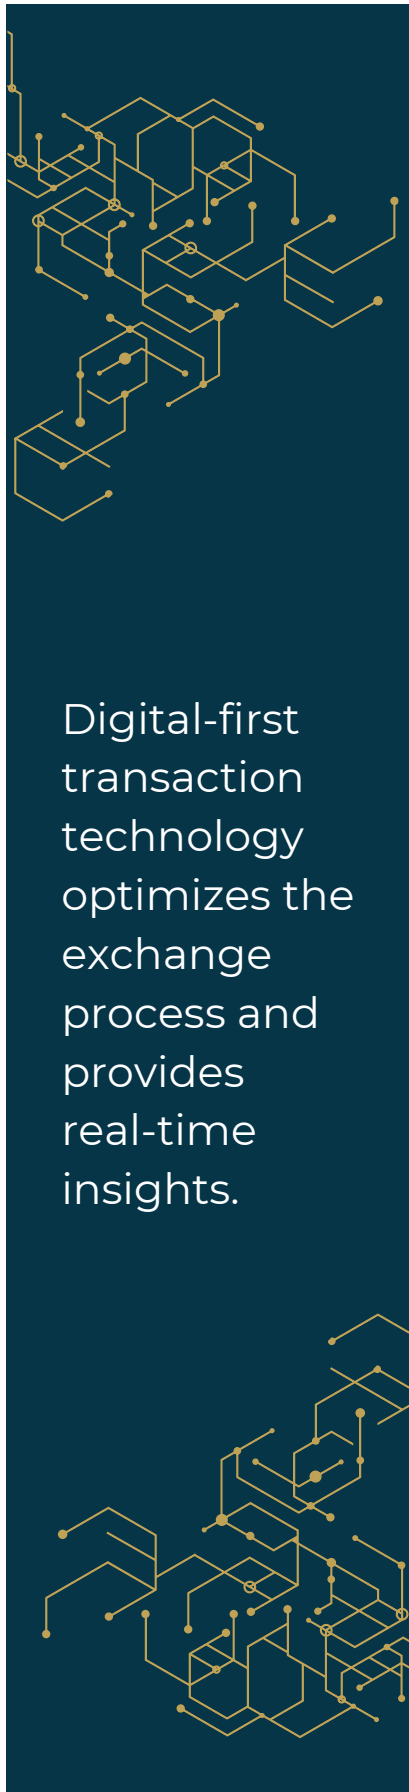 Digital-first
transaction
technology
optimizes the
exchange
process and
provides
real-time
insights.